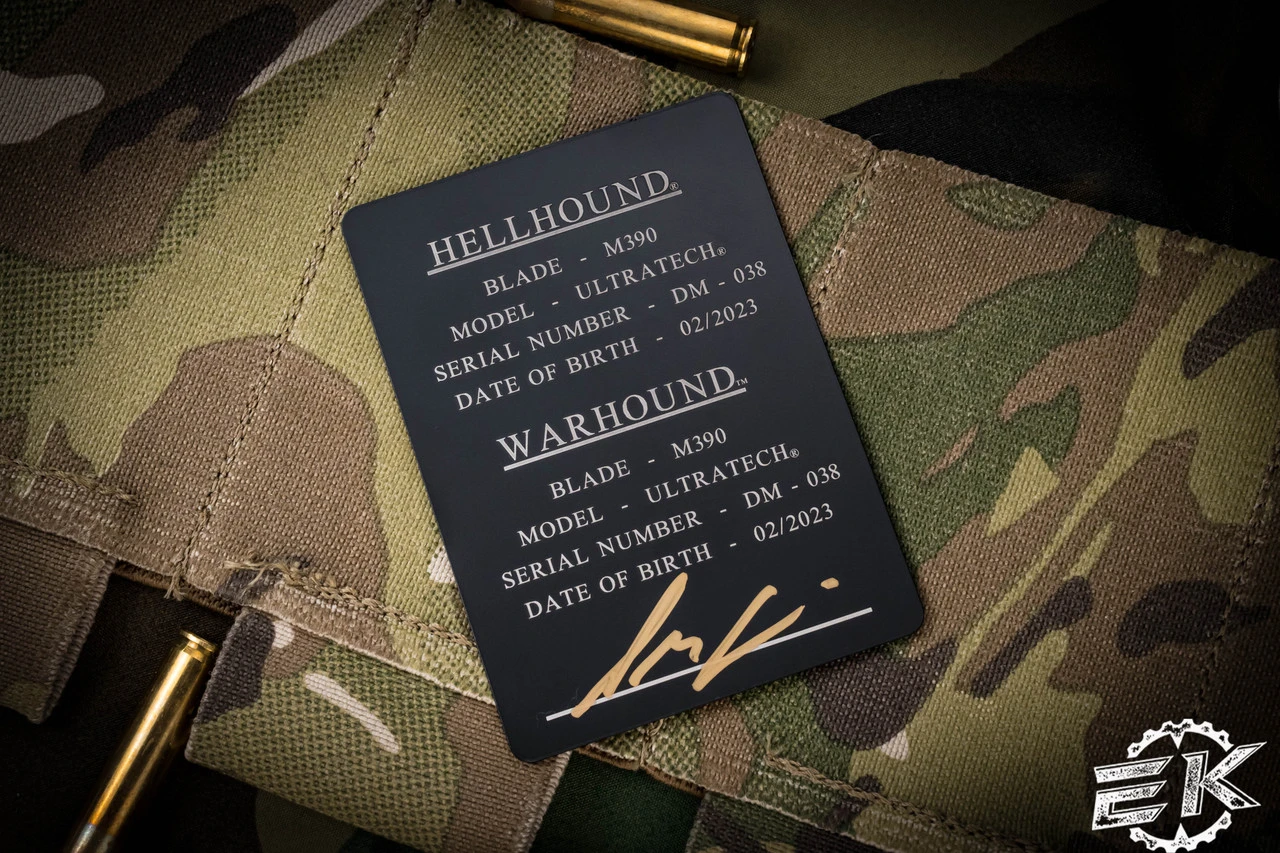 HELLHOUND®
BLADE - M390
MODEL - ULTRATECH®
SERIAL NUMBER - DM - 038
DATE OF BIRTH - 02/2023
WARHOUND™
BLADE - M390
MODEL - ULTRATECH®
SERIAL NUMBER - DM - 038
DATE OF BIRTH - 02/2023
EK